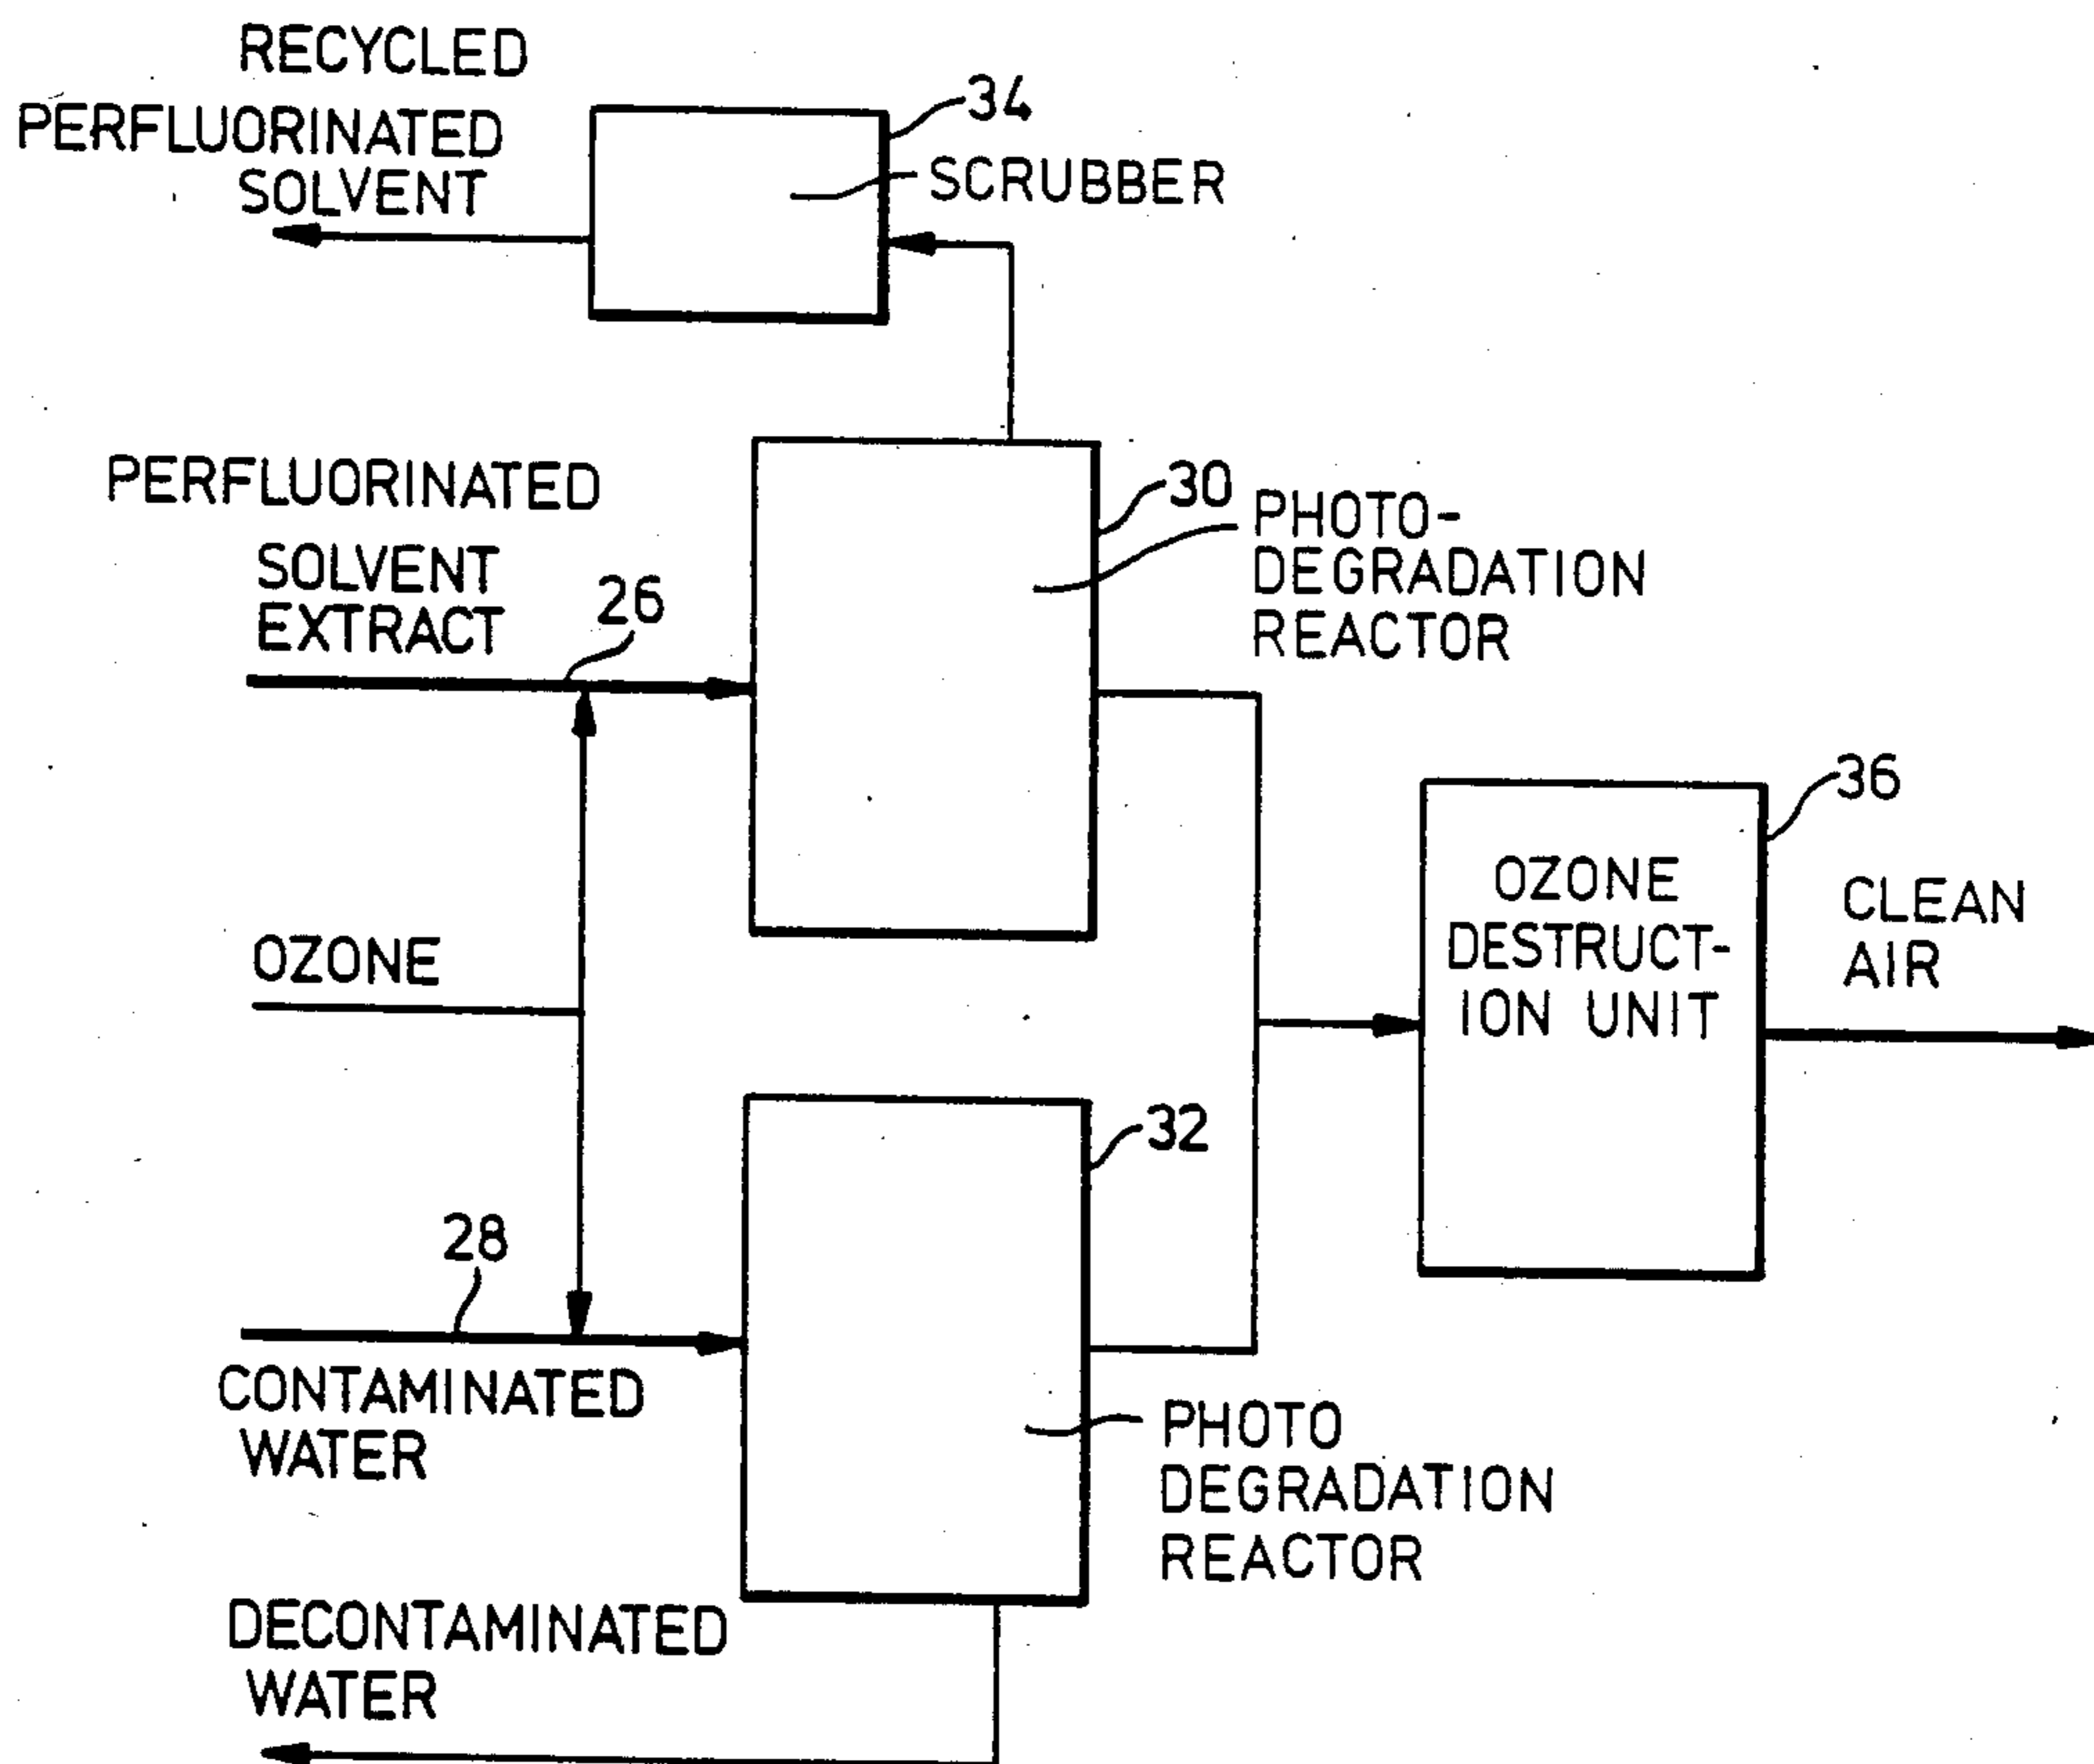 RECYCLED
PERFLUORINATED
SOLVENT
34
SCRUBBER
PERFLUORINATED
SOLVENT
EXTRACT
26
30
PHOTO-
DEGRADATION
REACTOR
36
OZONE
DESTRUCT-
ION UNIT
CLEAN
AIR
OZONE
32
28
CONTAMINATED
WATER
PHOTO
DEGRADATION
REACTOR
DECONTAMINATED
WATER